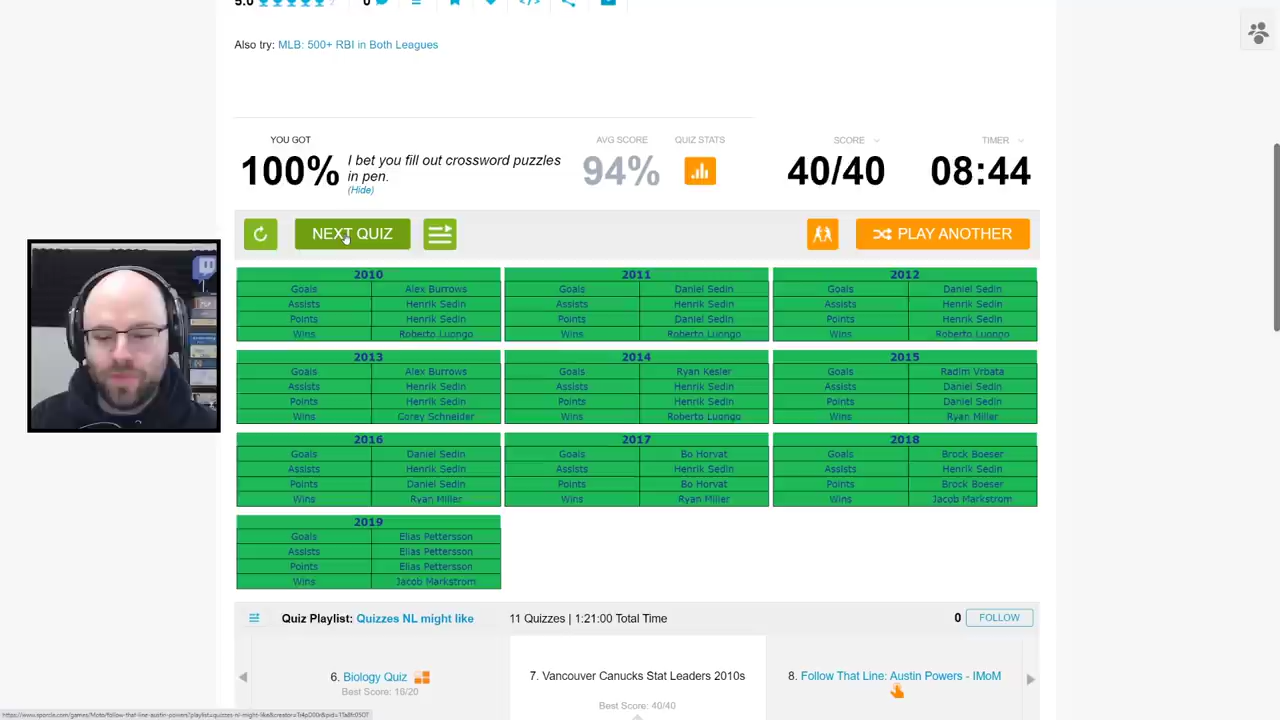 5.0 0
Also try: MLB: 500+ RBI in Both Leagues
YOU GOT
100%
I bet you fill out crossword puzzles
in pen.
(Hide)
AVG SCORE
94%
QUIZ STATS
SCORE
40/40
TIMER
08:44
NEXT QUIZ
PLAY ANOTHER
2010
Goals Alex Burrows
Assists Henrik Sedin
Points Henrik Sedin
Wins Roberto Luongo
2011
Goals Daniel Sedin
Assists Henrik Sedin
Points Daniel Sedin
Wins Roberto Luongo
2012
Goals Daniel Sedin
Assists Henrik Sedin
Points Henrik Sedin
Wins Roberto Luongo
2013
Goals Alex Burrows
Assists Henrik Sedin
Points Henrik Sedin
Wins Corey Schneider
2014
Goals Ryan Kesler
Assists Henrik Sedin
Points Henrik Sedin
Wins Roberto Luongo
2015
Goals Radim Vrbata
Assists Daniel Sedin
Points Daniel Sedin
Wins Ryan Miller
2016
Goals Daniel Sedin
Assists Henrik Sedin
Points Daniel Sedin
Wins Ryan Miller
2017
Goals Bo Horvat
Assists Henrik Sedin
Points Bo Horvat
Wins Ryan Miller
2018
Goals Brock Boeser
Assists Henrik Sedin
Points Brock Boeser
Wins Jacob Markstrom
2019
Goals Elias Pettersson
Assists Elias Pettersson
Points Elias Pettersson
Wins Jacob Markstrom
Quiz Playlist: Quizzes NL might like 11 Quizzes | 1:21:00 Total Time 0 FOLLOW
6. Biology Quiz
Best Score: 16/20
7. Vancouver Canucks Stat Leaders 2010s
Best Score: 40/40
8. Follow That Line: Austin Powers - IMoM